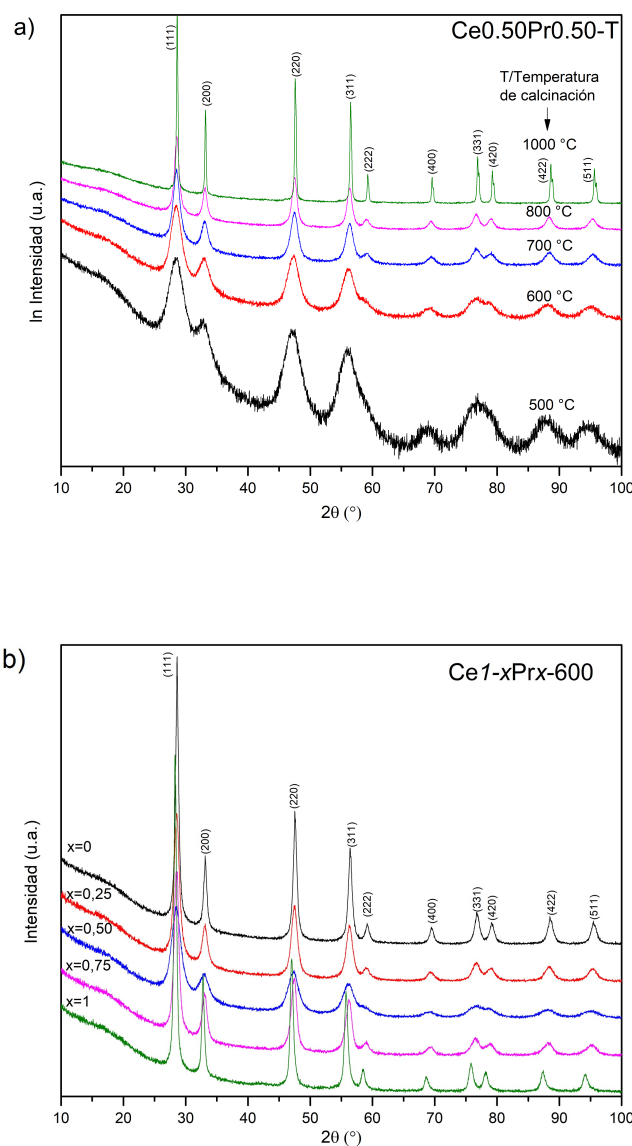 a)
Ce0.50Pr0.50-T
(111)
(200)
(220)
(311)
(222)
(400)
(331)
(420)
(422)
(511)
T/Temperatura
de calcinación
1000 °C
800 °C
700 °C
600 °C
500 °C
ln Intensidad (u.a.)
10 20 30 40 50 60 70 80 90 100
2θ (°)
b)
Ce1-xPrx-600
(111)
(200)
(220)
(311)
(222)
(400)
(331)
(420)
(422)
(511)
x=0
x=0,25
x=0,50
x=0,75
x=1
Intensidad (u.a.)
10 20 30 40 50 60 70 80 90 100
2θ (°)